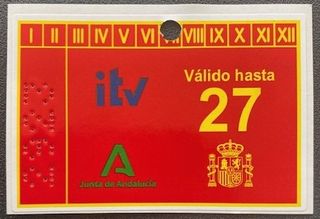 I II III IV V VI VII VIII IX X XI XII
itv
Válido hasta
27
Junta de Andalucía